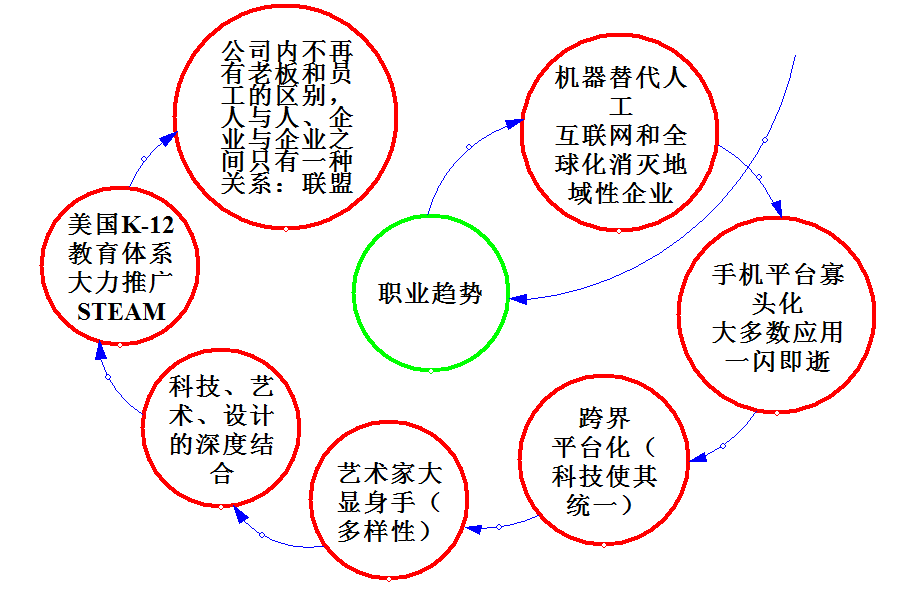 职业趋势
机器替代人
工
互联网和全
球化消灭地
域性企业
手机平台寡
头化
大多数应用
一闪即逝
跨界
平台化（
科技使其
统一）
艺术家大
显身手（
多样性）
科技、艺
术、设计
的深度结
合
美国K-12
教育体系
大力推广
STEAM
公司内不再
有老板和员
工的区别，
人与人、企
业与企业之
间只有一种
关系：联盟